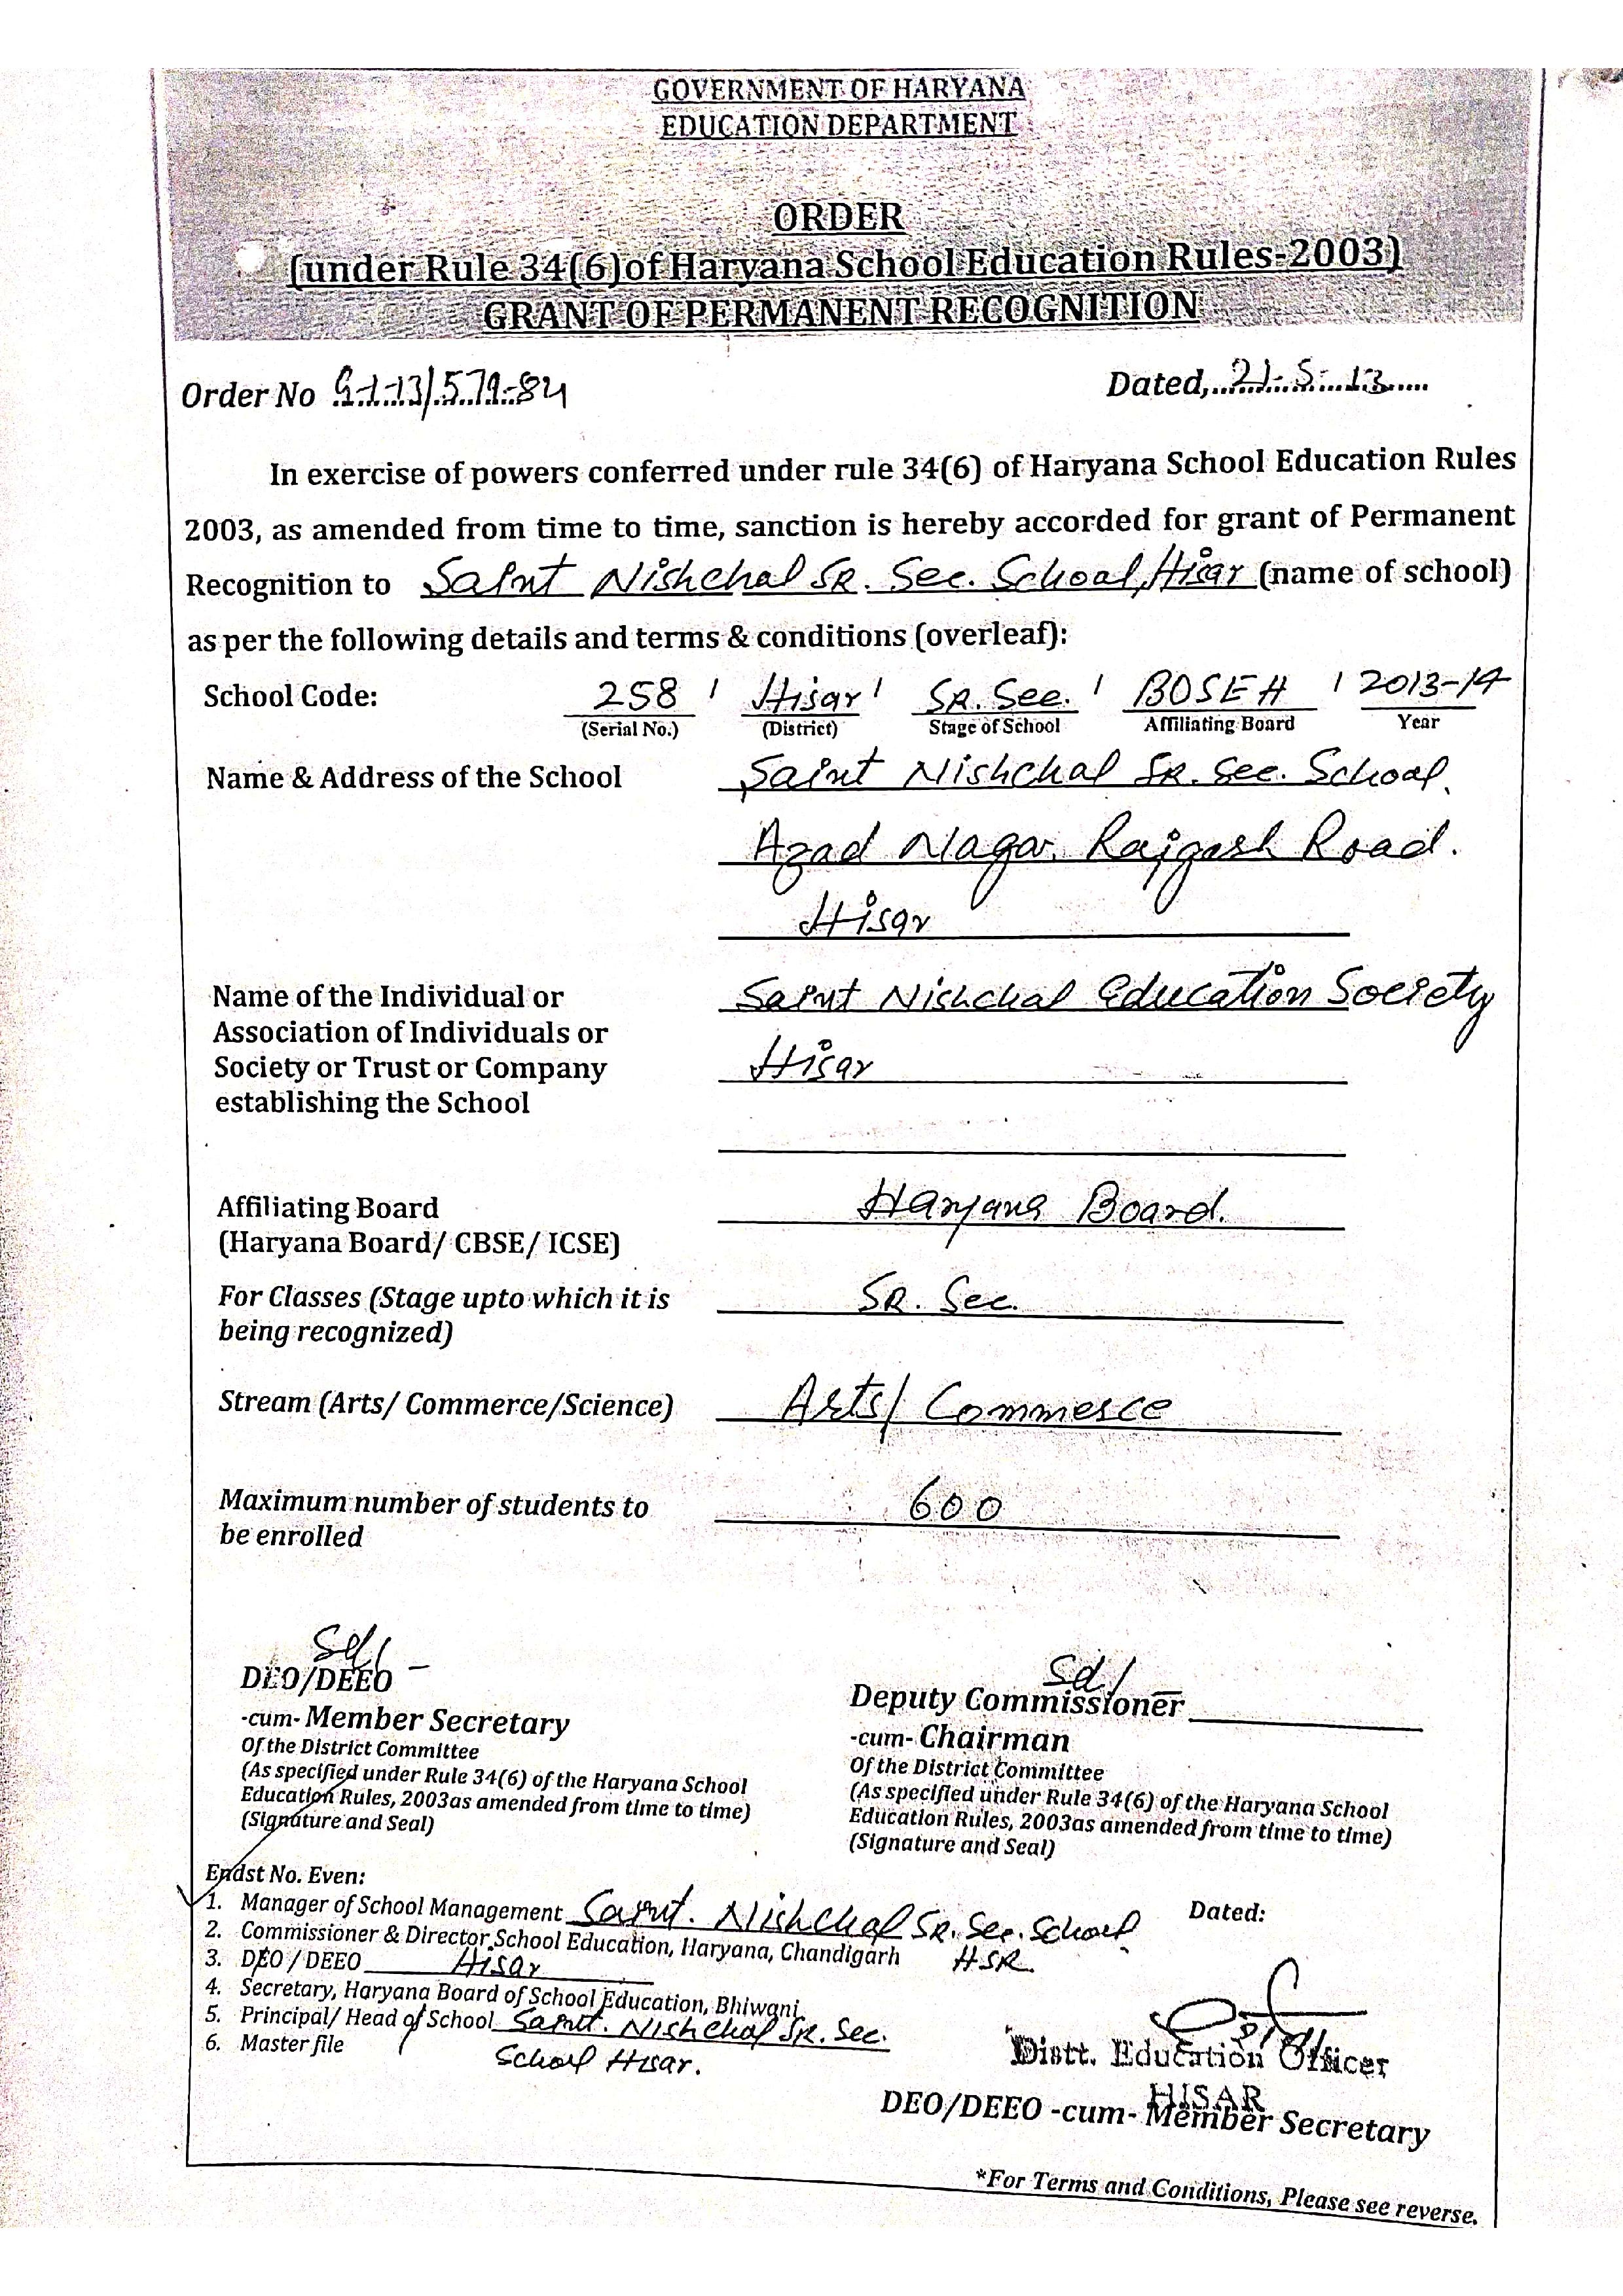 GOVERNMENT OF HARYANA
EDUCATION DEPARTMENT
ORDER
(under Rule 34(6)of Haryana School Education Rules-2003)
GRANT OF PERMANENT RECOGNITION
Order No
Dated, 21-5-13
In exercise of powers conferred under rule 34(6) of Haryana School Education Rules
2003, as amended from time to time, sanction is hereby accorded for grant of Permanent
Recognition to Saint Nishchal SR. Sec. School, Hisar (name of school)
as per the following details and terms & conditions (overleaf):
School Code: 258 / Hisar / SR. Sec. / BOSEH / 2013-14
(Serial No.) (District) Stage of School Affiliating Board Year
Name & Address of the School Saint Nishchal SR. Sec. School,
Azad Nagar, Rajgarh Road.
Hisar
Name of the Individual or Saint Nishchal Education Society
Association of Individuals or
Society or Trust or Company Hisar
establishing the School
Affiliating Board Haryana Board.
(Haryana Board/ CBSE/ ICSE)
For Classes (Stage upto which it is SR. Sec.
being recognized)
Stream (Arts/ Commerce/Science) Arts/ Commerce
Maximum number of students to 600
be enrolled
Sd/-
DEO/DEEO
-cum- Member Secretary
Of the District Committee
(As specified under Rule 34(6) of the Haryana School
Education Rules, 2003as amended from time to time)
(Signature and Seal)
Sd/
Deputy Commissioner
-cum- Chairman
Of the District Committee
(As specified under Rule 34(6) of the Haryana School
Education Rules, 2003as amended from time to time)
(Signature and Seal)
Endst No. Even:
Dated:
1. Manager of School Management Saint. Nishchal SR. Sec. School
HSR.
2. Commissioner & Director School Education, Haryana, Chandigarh
3. DEO / DEEO Hisar
4. Secretary, Haryana Board of School Education, Bhiwani
5. Principal/ Head of School Saint. Nishchal SR. Sec.
School Hisar.
6. Master file
Distt. Education Officer
HISAR
DEO/DEEO -cum- Member Secretary
*For Terms and Conditions, Please see reverse.